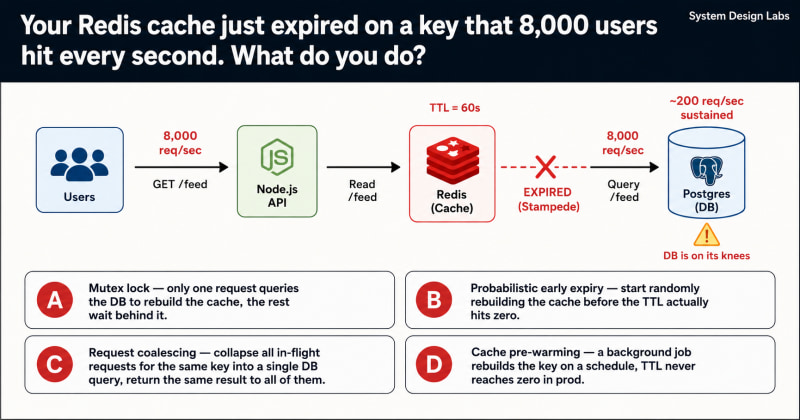 Your Redis cache just expired on a key that 8,000 users
hit every second. What do you do?
System Design Labs
Users
8,000
req/sec
GET /feed
JS
Node.js
API
Read
/feed
TTL = 60s
Redis
(Cache)
EXPIRED
(Stampede)
8,000
req/sec
Query
/feed
~200 req/sec
sustained
Postgres
(DB)
DB is on its knees
A
Mutex lock — only one request queries
the DB to rebuild the cache, the rest
wait behind it.
B
Probabilistic early expiry — start randomly
rebuilding the cache before the TTL actually
hits zero.
C
Request coalescing — collapse all in-flight
requests for the same key into a single DB
query, return the same result to all of them.
D
Cache pre-warming — a background job
rebuilds the key on a schedule, TTL never
reaches zero in prod.